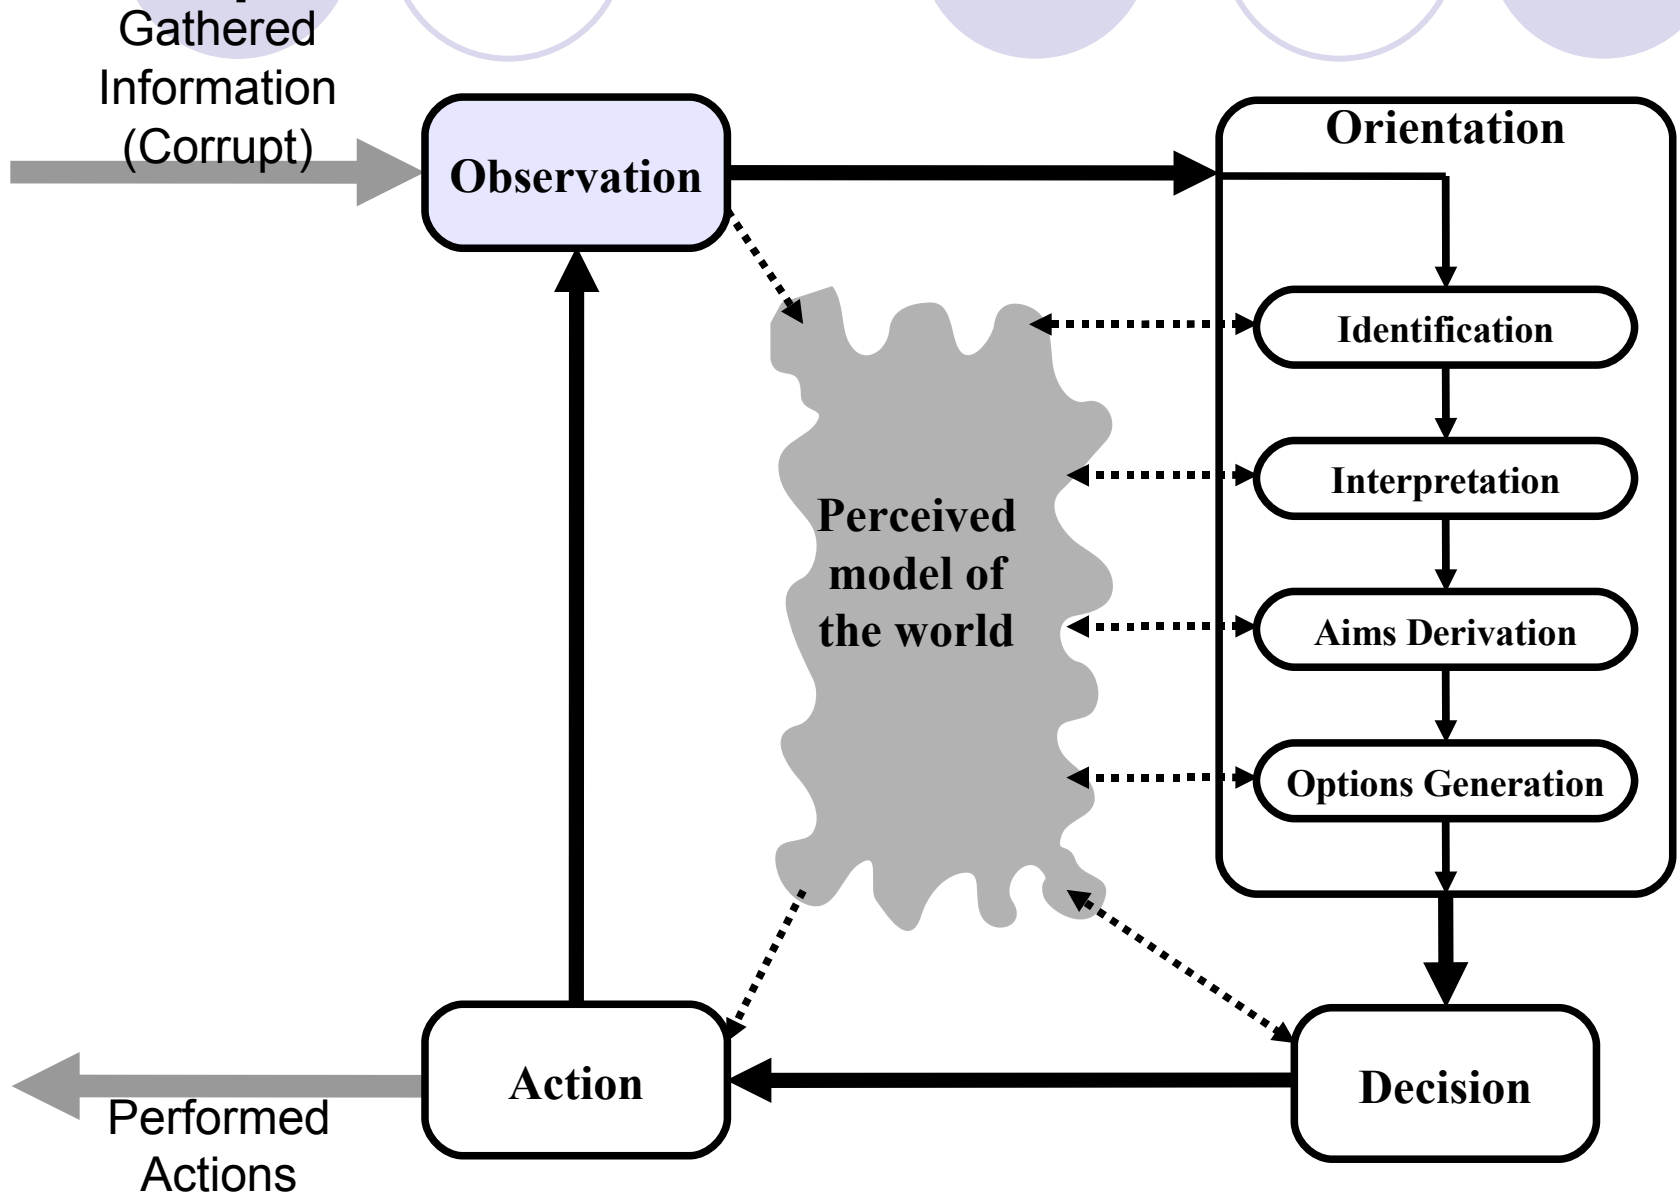 Gathered
Information
(Corrupt)
Observation
Orientation
Identification
Interpretation
Perceived
model of
the world
Aims Derivation
Options Generation
Action
Decision
Performed
Actions